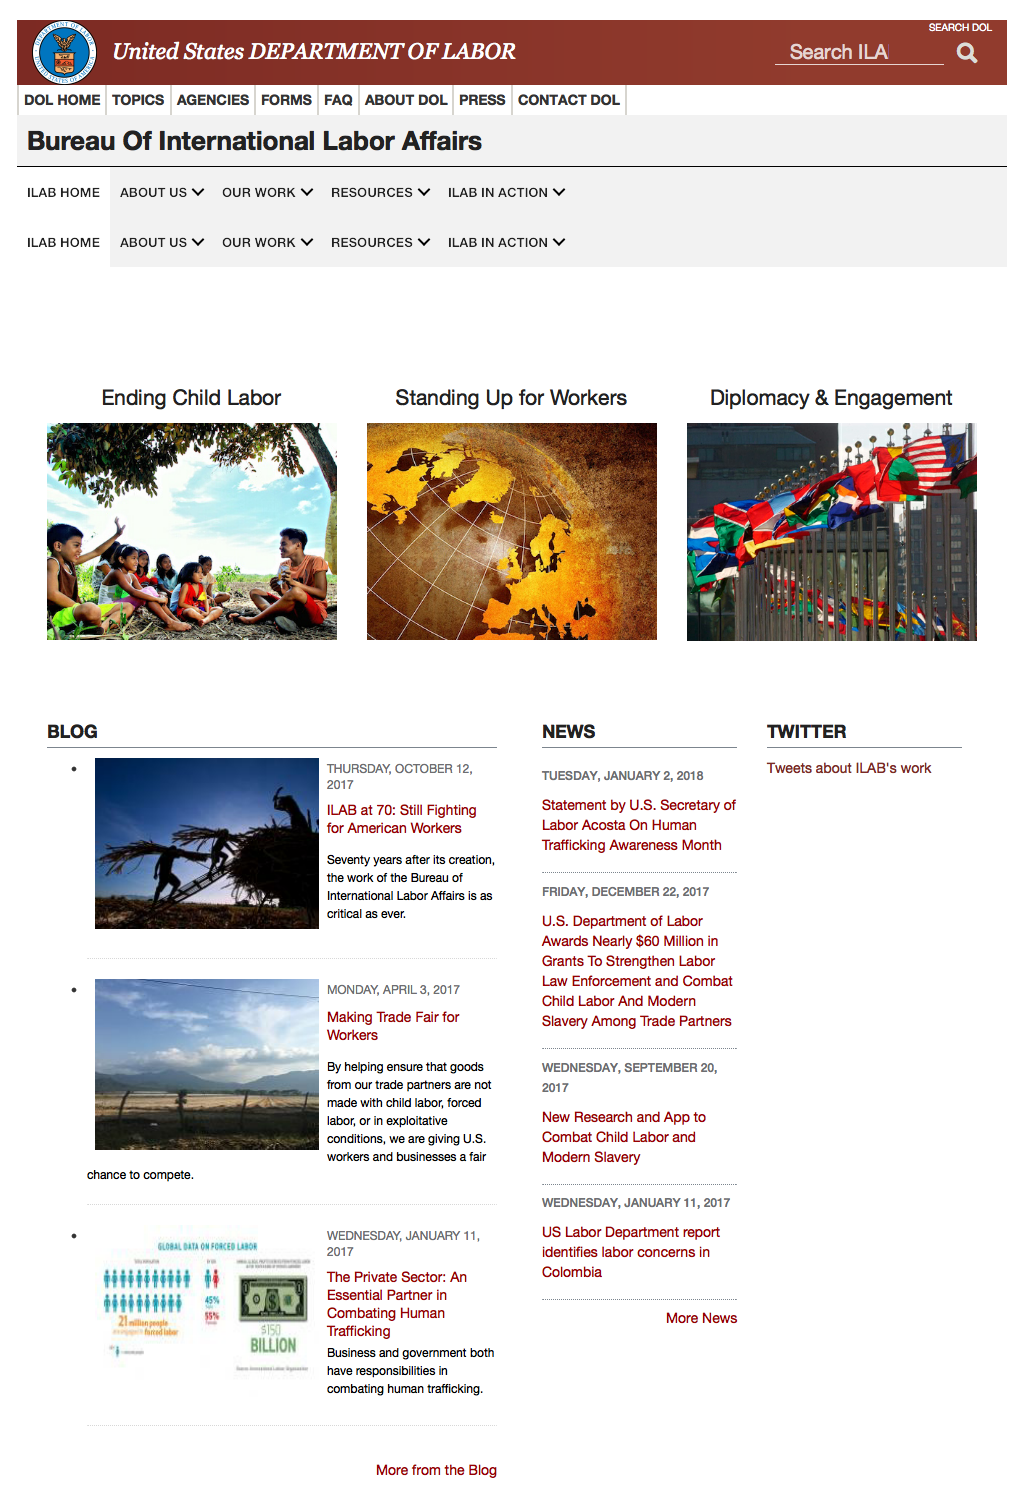 SEARCH DOL
United States DEPARTMENT OF LABOR
Search ILA
DOL HOME
TOPICS
AGENCIES
FORMS
FAQ
ABOUT DOL
PRESS
CONTACT DOL
Bureau Of International Labor Affairs
ILAB HOME
ABOUT US
OUR WORK
RESOURCES
ILAB IN ACTION
ILAB HOME
ABOUT US
OUR WORK
RESOURCES
ILAB IN ACTION
Ending Child Labor
Standing Up for Workers
Diplomacy & Engagement
BLOG
THURSDAY, OCTOBER 12,
2017
ILAB at 70: Still Fighting
for American Workers
Seventy years after its creation,
the work of the Bureau of
International Labor Affairs is as
critical as ever.
MONDAY, APRIL 3, 2017
Making Trade Fair for
Workers
By helping ensure that goods
from our trade partners are not
made with child labor, forced
labor, or in exploitative
conditions, we are giving U.S.
workers and businesses a fair
chance to compete.
GLOBAL DATA ON FORCED LABOR
45%
55%
21 million people
forced labor
$150
BILLION
WEDNESDAY, JANUARY 11,
2017
The Private Sector: An
Essential Partner in
Combating Human
Trafficking
Business and government both
have responsibilities in
combating human trafficking.
More from the Blog
NEWS
TUESDAY, JANUARY 2, 2018
Statement by U.S. Secretary of
Labor Acosta On Human
Trafficking Awareness Month
FRIDAY, DECEMBER 22, 2017
U.S. Department of Labor
Awards Nearly $60 Million in
Grants To Strengthen Labor
Law Enforcement and Combat
Child Labor And Modern
Slavery Among Trade Partners
WEDNESDAY, SEPTEMBER 20,
2017
New Research and App to
Combat Child Labor and
Modern Slavery
WEDNESDAY, JANUARY 11, 2017
US Labor Department report
identifies labor concerns in
Colombia
More News
TWITTER
Tweets about ILAB's work